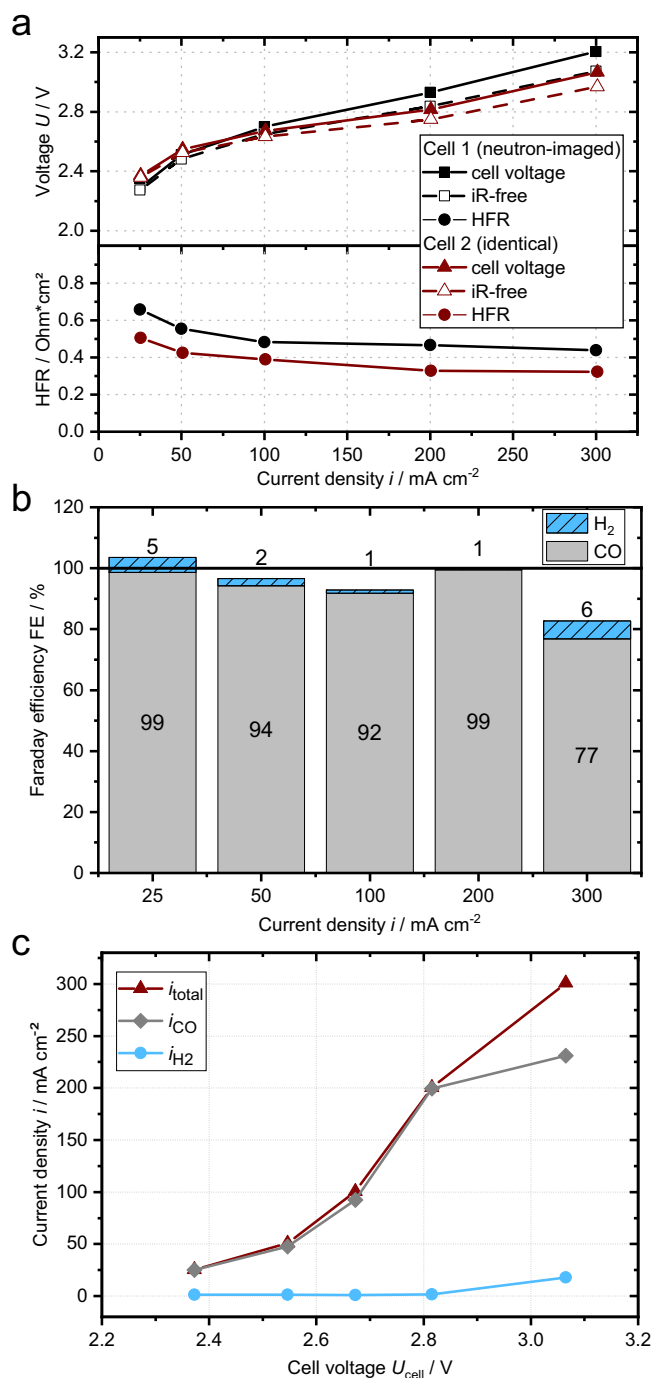 a
3.2
2.8
2.4
2.0
Voltage U / V
Cell 1 (neutron-imaged)
cell voltage
iR-free
HFR
Cell 2 (identical)
cell voltage
iR-free
HFR
0.8
0.6
0.4
0.2
0.0
HFR / Ohm*cm²
0 50 100 150 200 250 300
Current density i / mA cm⁻²
b
120
100
80
60
40
20
0
Faraday efficiency FE / %
H₂
CO
5 2 1 1 6
99 94 92 99 77
25 50 100 200 300
Current density i / mA cm⁻²
c
300
250
200
150
100
50
0
Current density i / mA cm⁻²
i_total
i_CO
i_H2
2.2 2.4 2.6 2.8 3.0 3.2
Cell voltage U_cell / V